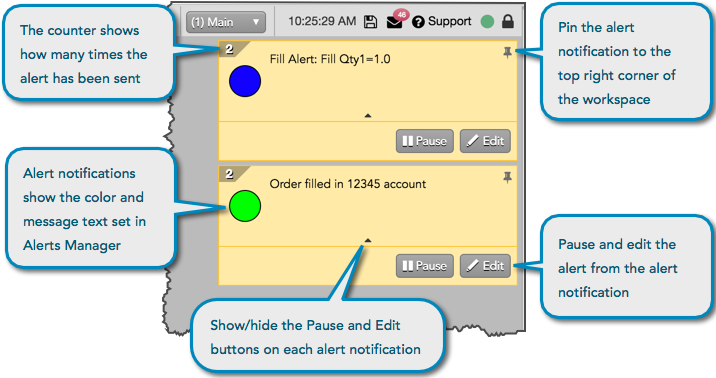 The counter shows
how many times the
alert has been sent
(1) Main
10:25:29 AM
46
Support
Pin the alert
notification to the
top right corner of
the workspace
2
Fill Alert: Fill Qty1=1.0
Pause
Edit
Alert notifications
show the color and
message text set in
Alerts Manager
2
Order filled in 12345 account
Pause
Edit
Pause and edit the
alert from the alert
notification
Show/hide the Pause and Edit
buttons on each alert notification